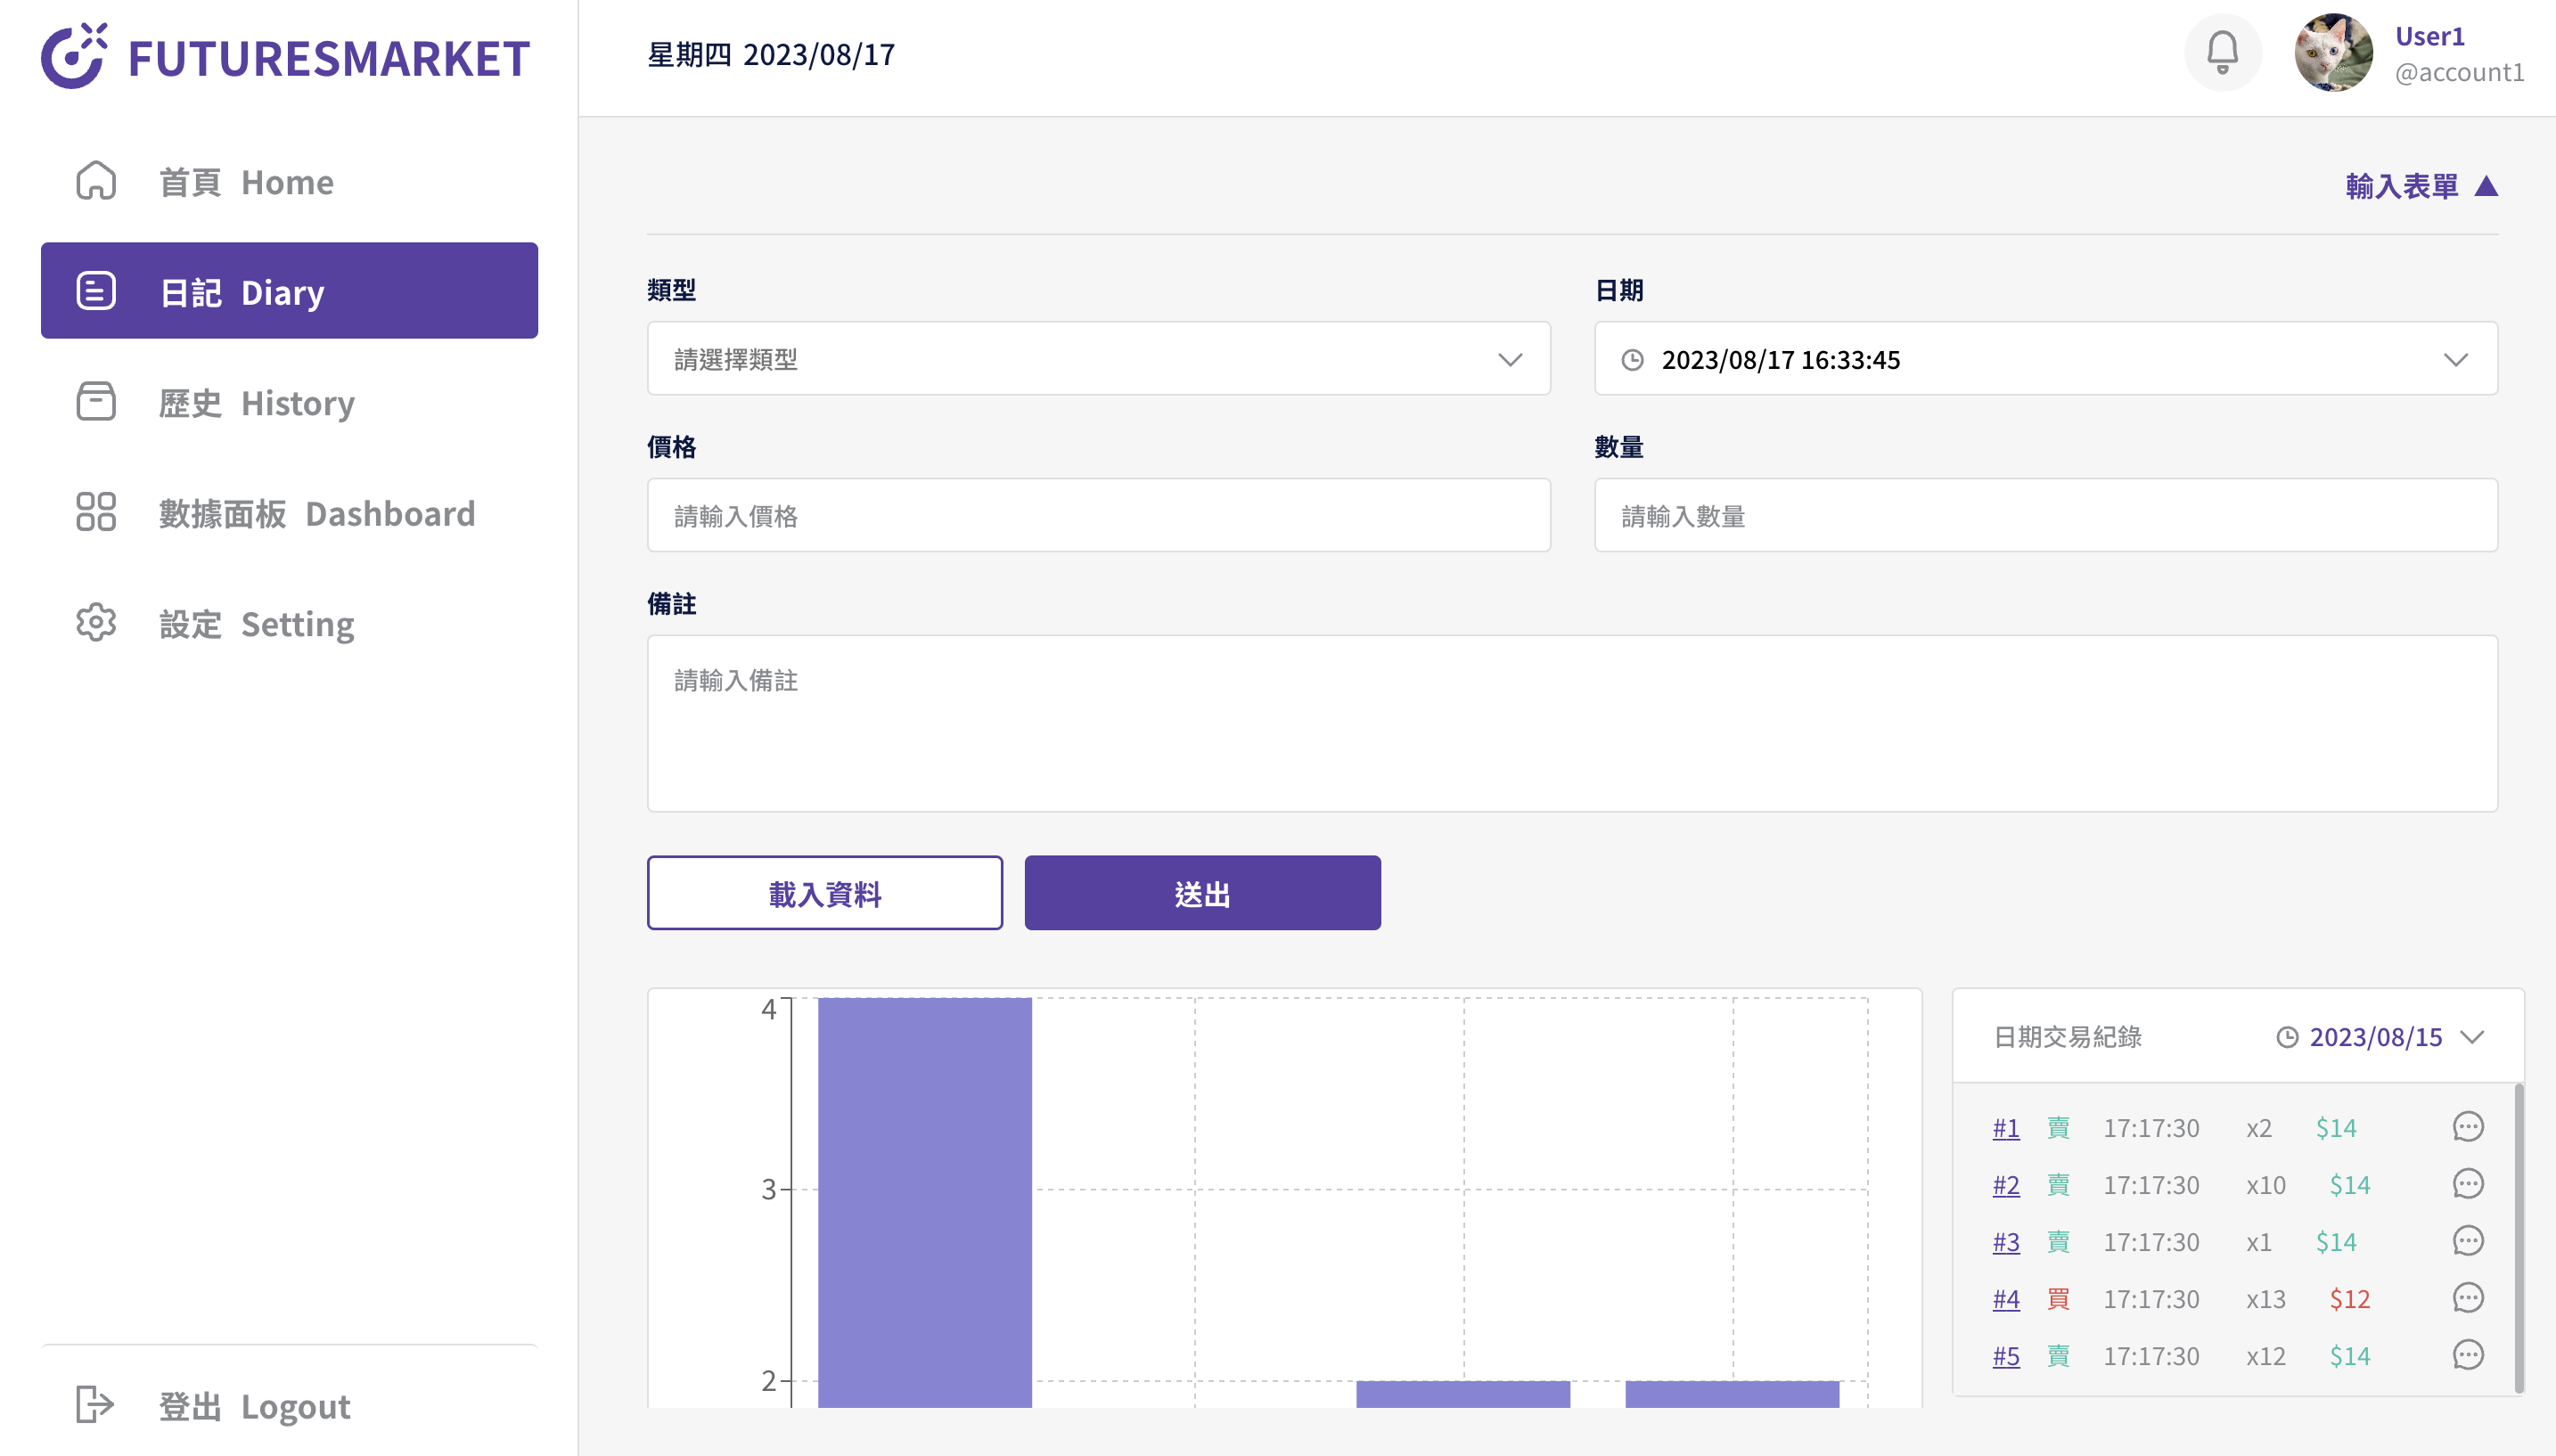 FUTURESMARKET
首頁 Home
日記 Diary
歷史 History
數據面板 Dashboard
設定 Setting
登出 Logout
星期四 2023/08/17
User1
@account1
輸入表單
類型
請選擇類型
日期
2023/08/17 16:33:45
價格
請輸入價格
數量
請輸入數量
備註
請輸入備註
載入資料
送出
4
3
2
日期交易紀錄 2023/08/15
#1 賣 17:17:30 x2 $14
#2 賣 17:17:30 x10 $14
#3 賣 17:17:30 x1 $14
#4 買 17:17:30 x13 $12
#5 賣 17:17:30 x12 $14